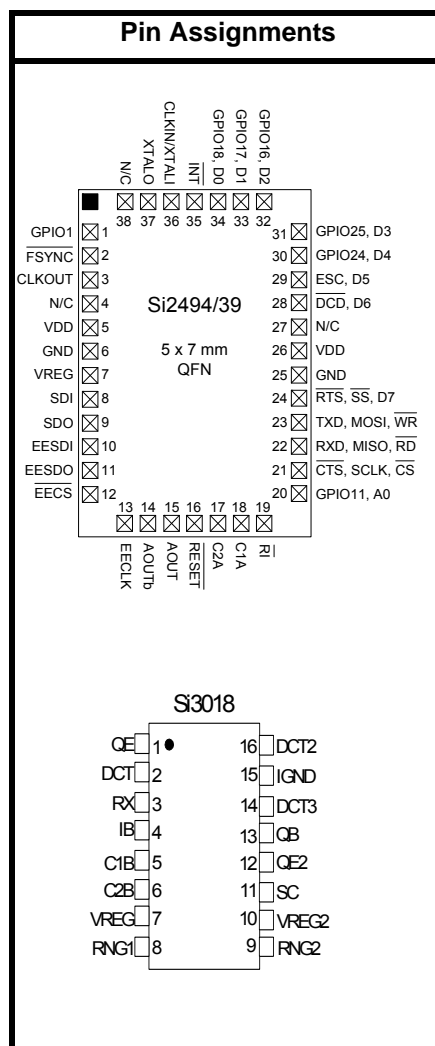 Pin Assignments
N/C
XTALO
CLKIN/XTALI
INT
GPIO18, D0
GPIO17, D1
GPIO16, D2
38 37 36 35 34 33 32
GPIO1 1
FSYNC 2
CLKOUT 3
N/C 4
VDD 5
GND 6
VREG 7
SDI 8
SDO 9
EESDI 10
EESDO 11
EECS 12
Si2494/39
5 x 7 mm
QFN
31 GPIO25, D3
30 GPIO24, D4
29 ESC, D5
28 DCD, D6
27 N/C
26 VDD
25 GND
24 RTS, SS, D7
23 TXD, MOSI, WR
22 RXD, MISO, RD
21 CTS, SCLK, CS
20 GPIO11, A0
13 14 15 16 17 18 19
EECLK
AOUTb
AOUT
RESET
C2A
C1A
RI
Si3018
QE 1 16 DCT2
DCT 2 15 IGND
RX 3 14 DCT3
IB 4 13 QB
C1B 5 12 QE2
C2B 6 11 SC
VREG 7 10 VREG2
RNG1 8 9 RNG2